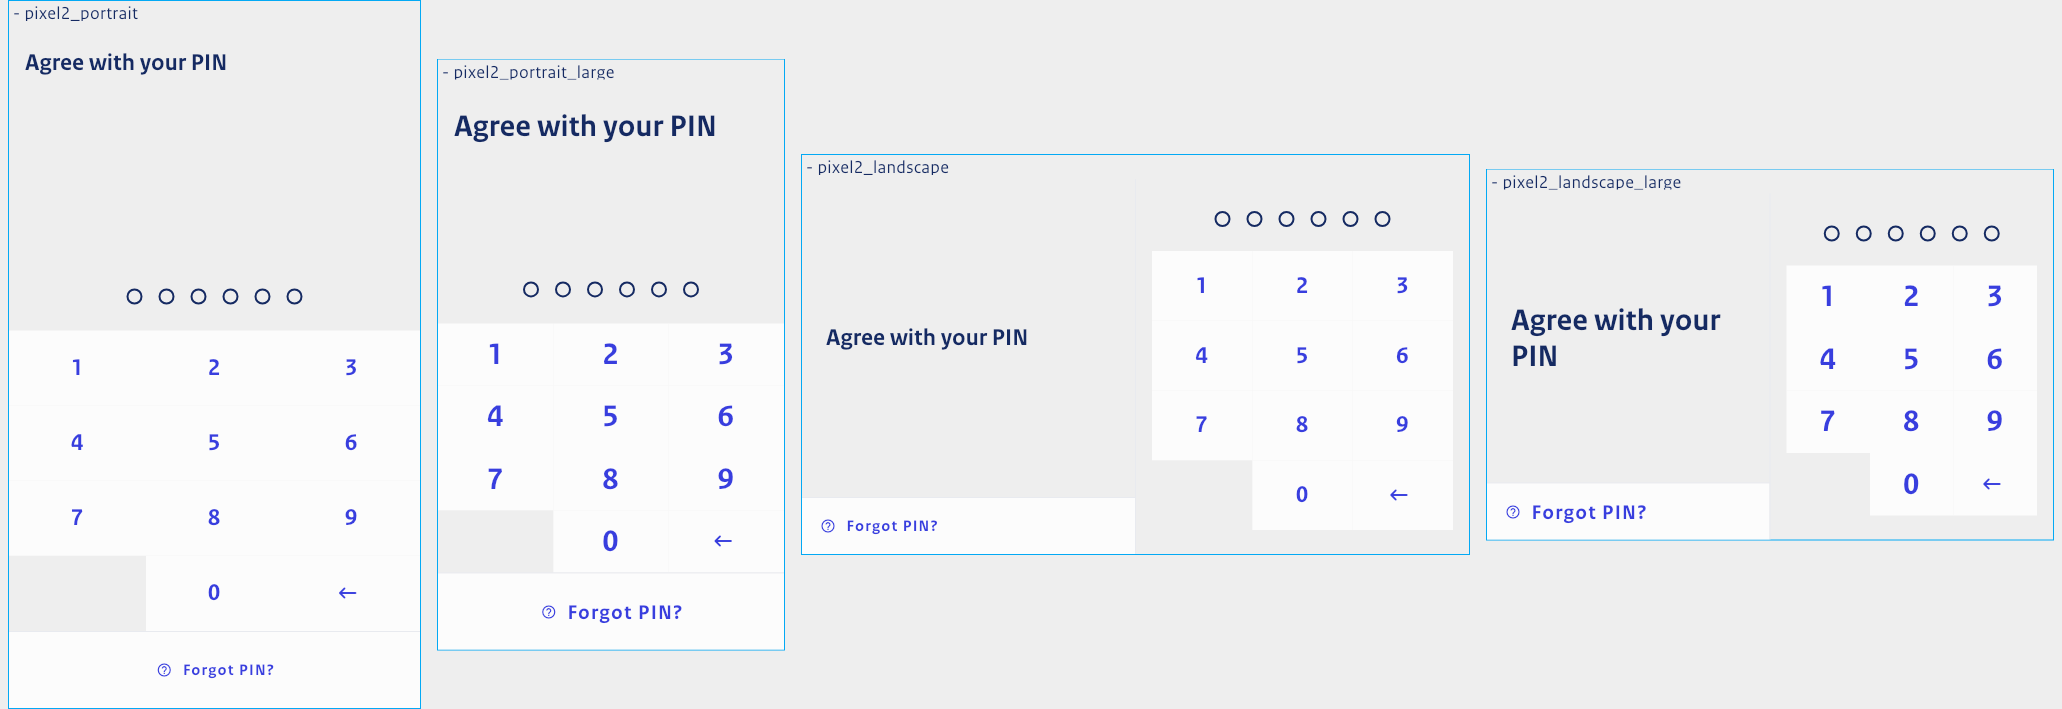 - pixel2_portrait
Agree with your PIN
1 2 3
4 5 6
7 8 9
0 ←
Forgot PIN?
- pixel2_portrait_large
Agree with your PIN
1 2 3
4 5 6
7 8 9
0 ←
Forgot PIN?
- pixel2_landscape
Agree with your PIN
Forgot PIN?
1 2 3
4 5 6
7 8 9
0 ←
- pixel2_landscape_large
Agree with your
PIN
Forgot PIN?
1 2 3
4 5 6
7 8 9
0 ←